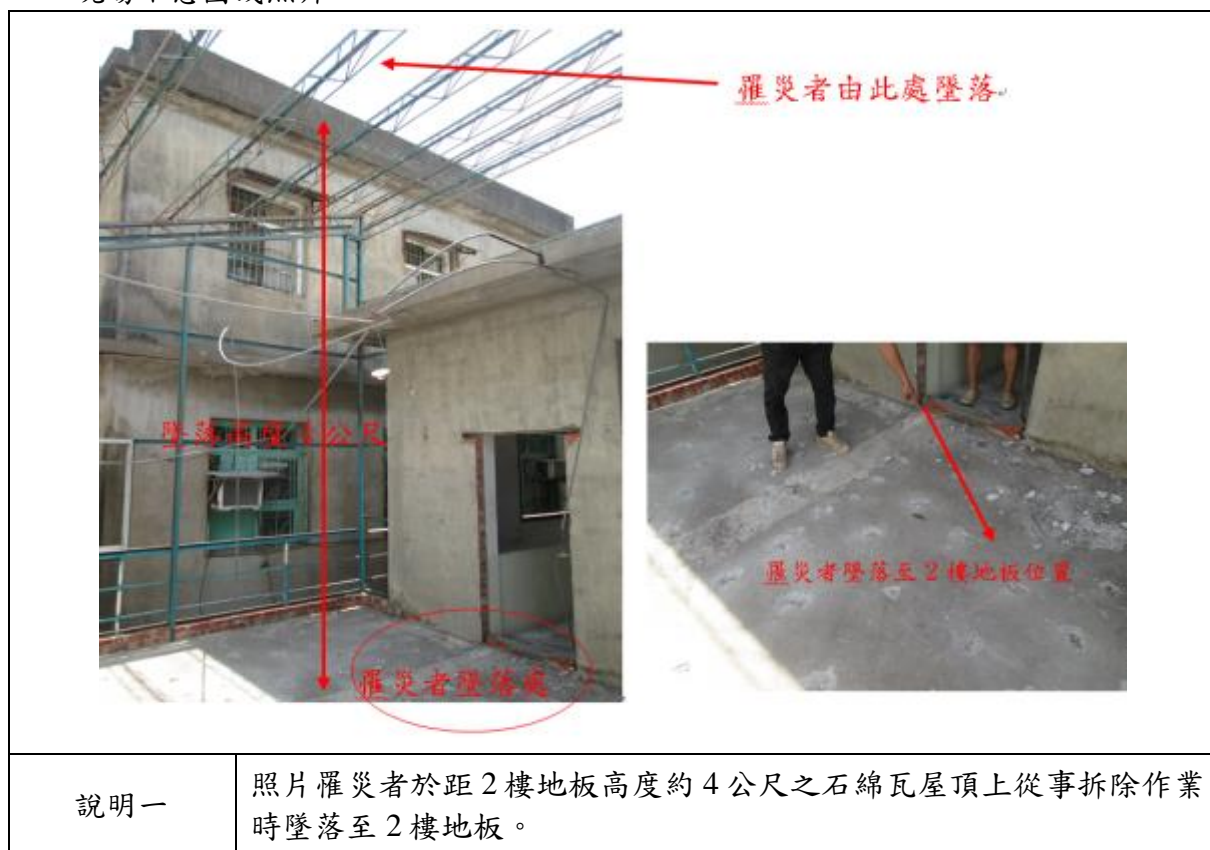 罹災者由此處墜落
墜落高度4公尺
罹災者墜落處
罹災者墜落至2樓地板位置
說明一
照片罹災者於距2樓地板高度約4公尺之石綿瓦屋頂上從事拆除作業
時墜落至2樓地板。